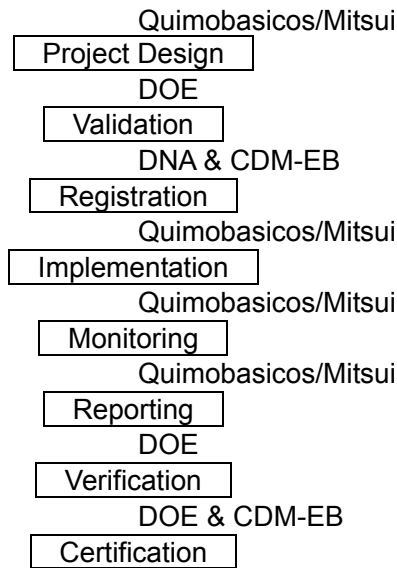 Quimobasicos/Mitsui
Project Design
DOE
Validation
DNA & CDM-EB
Registration
Quimobasicos/Mitsui
Implementation
Quimobasicos/Mitsui
Monitoring
Quimobasicos/Mitsui
Reporting
DOE
Verification
DOE & CDM-EB
Certification